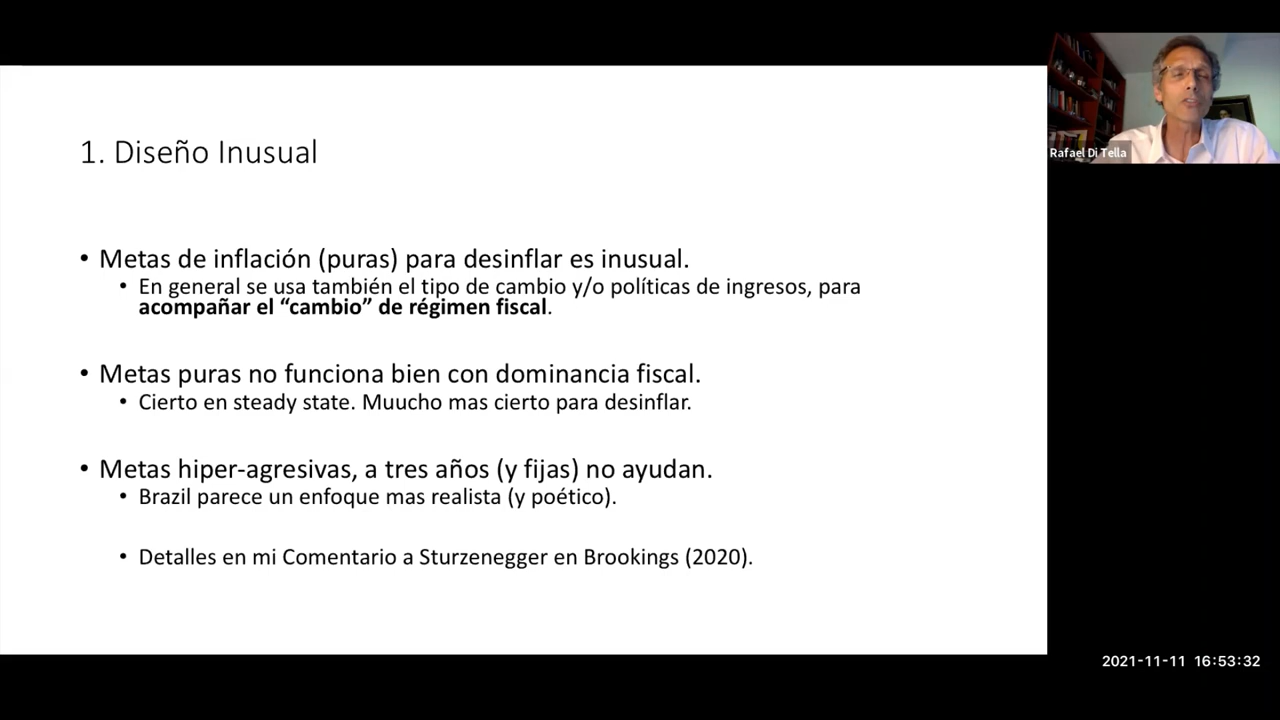 1. Diseño Inusual
• Metas de inflación (puras) para desinflar es inusual.
• En general se usa también el tipo de cambio y/o políticas de ingresos, para
acompañar el “cambio” de régimen fiscal.
• Metas puras no funciona bien con dominancia fiscal.
• Cierto en steady state. Muucho mas cierto para desinflar.
• Metas hiper-agresivas, a tres años (y fijas) no ayudan.
• Brazil parece un enfoque mas realista (y poético).
• Detalles en mi Comentario a Sturzenegger en Brookings (2020).
Rafael Di Tella
2021-11-11 16:53:32